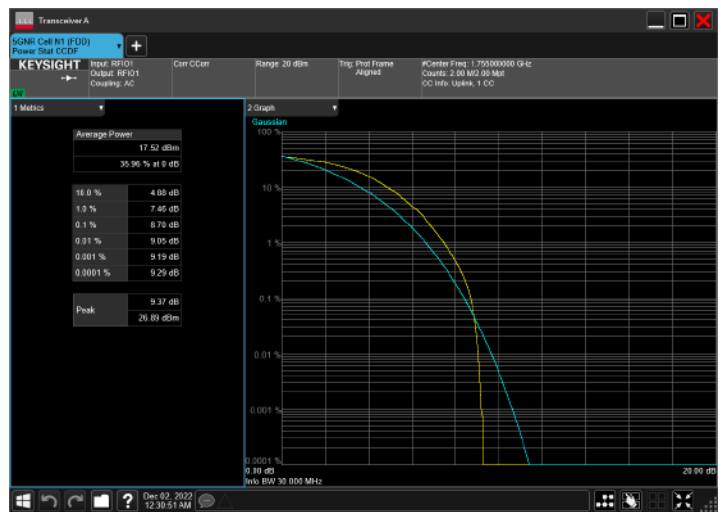 Transceiver A
5GNR Cell N1 (FDD)
Power Stat CCDF
KEYSIGHT
Input: RFIO1
Output: RFIO1
Coupling: AC
Corr CCorr
Range: 20 dBm
Trig: Prot Frame
Aligned
#Center Freq: 1.755000000 GHz
Counts: 2.00 M/2.00 Mpt
CC Info: Uplink, 1 CC
1 Metrics
Average Power
17.52 dBm
35.96 % at 0 dB
10.0 % 4.88 dB
1.0 % 7.46 dB
0.1 % 8.70 dB
0.01 % 9.05 dB
0.001 % 9.19 dB
0.0001 % 9.29 dB
Peak
9.37 dB
26.89 dBm
2 Graph
Gaussian
100 %
10 %
1 %
0.1 %
0.01 %
0.001 %
0.0001 %
0.00 dB
20.00 dB
Info BW 30.000 MHz
?
Dec 02, 2022
12:30:51 AM